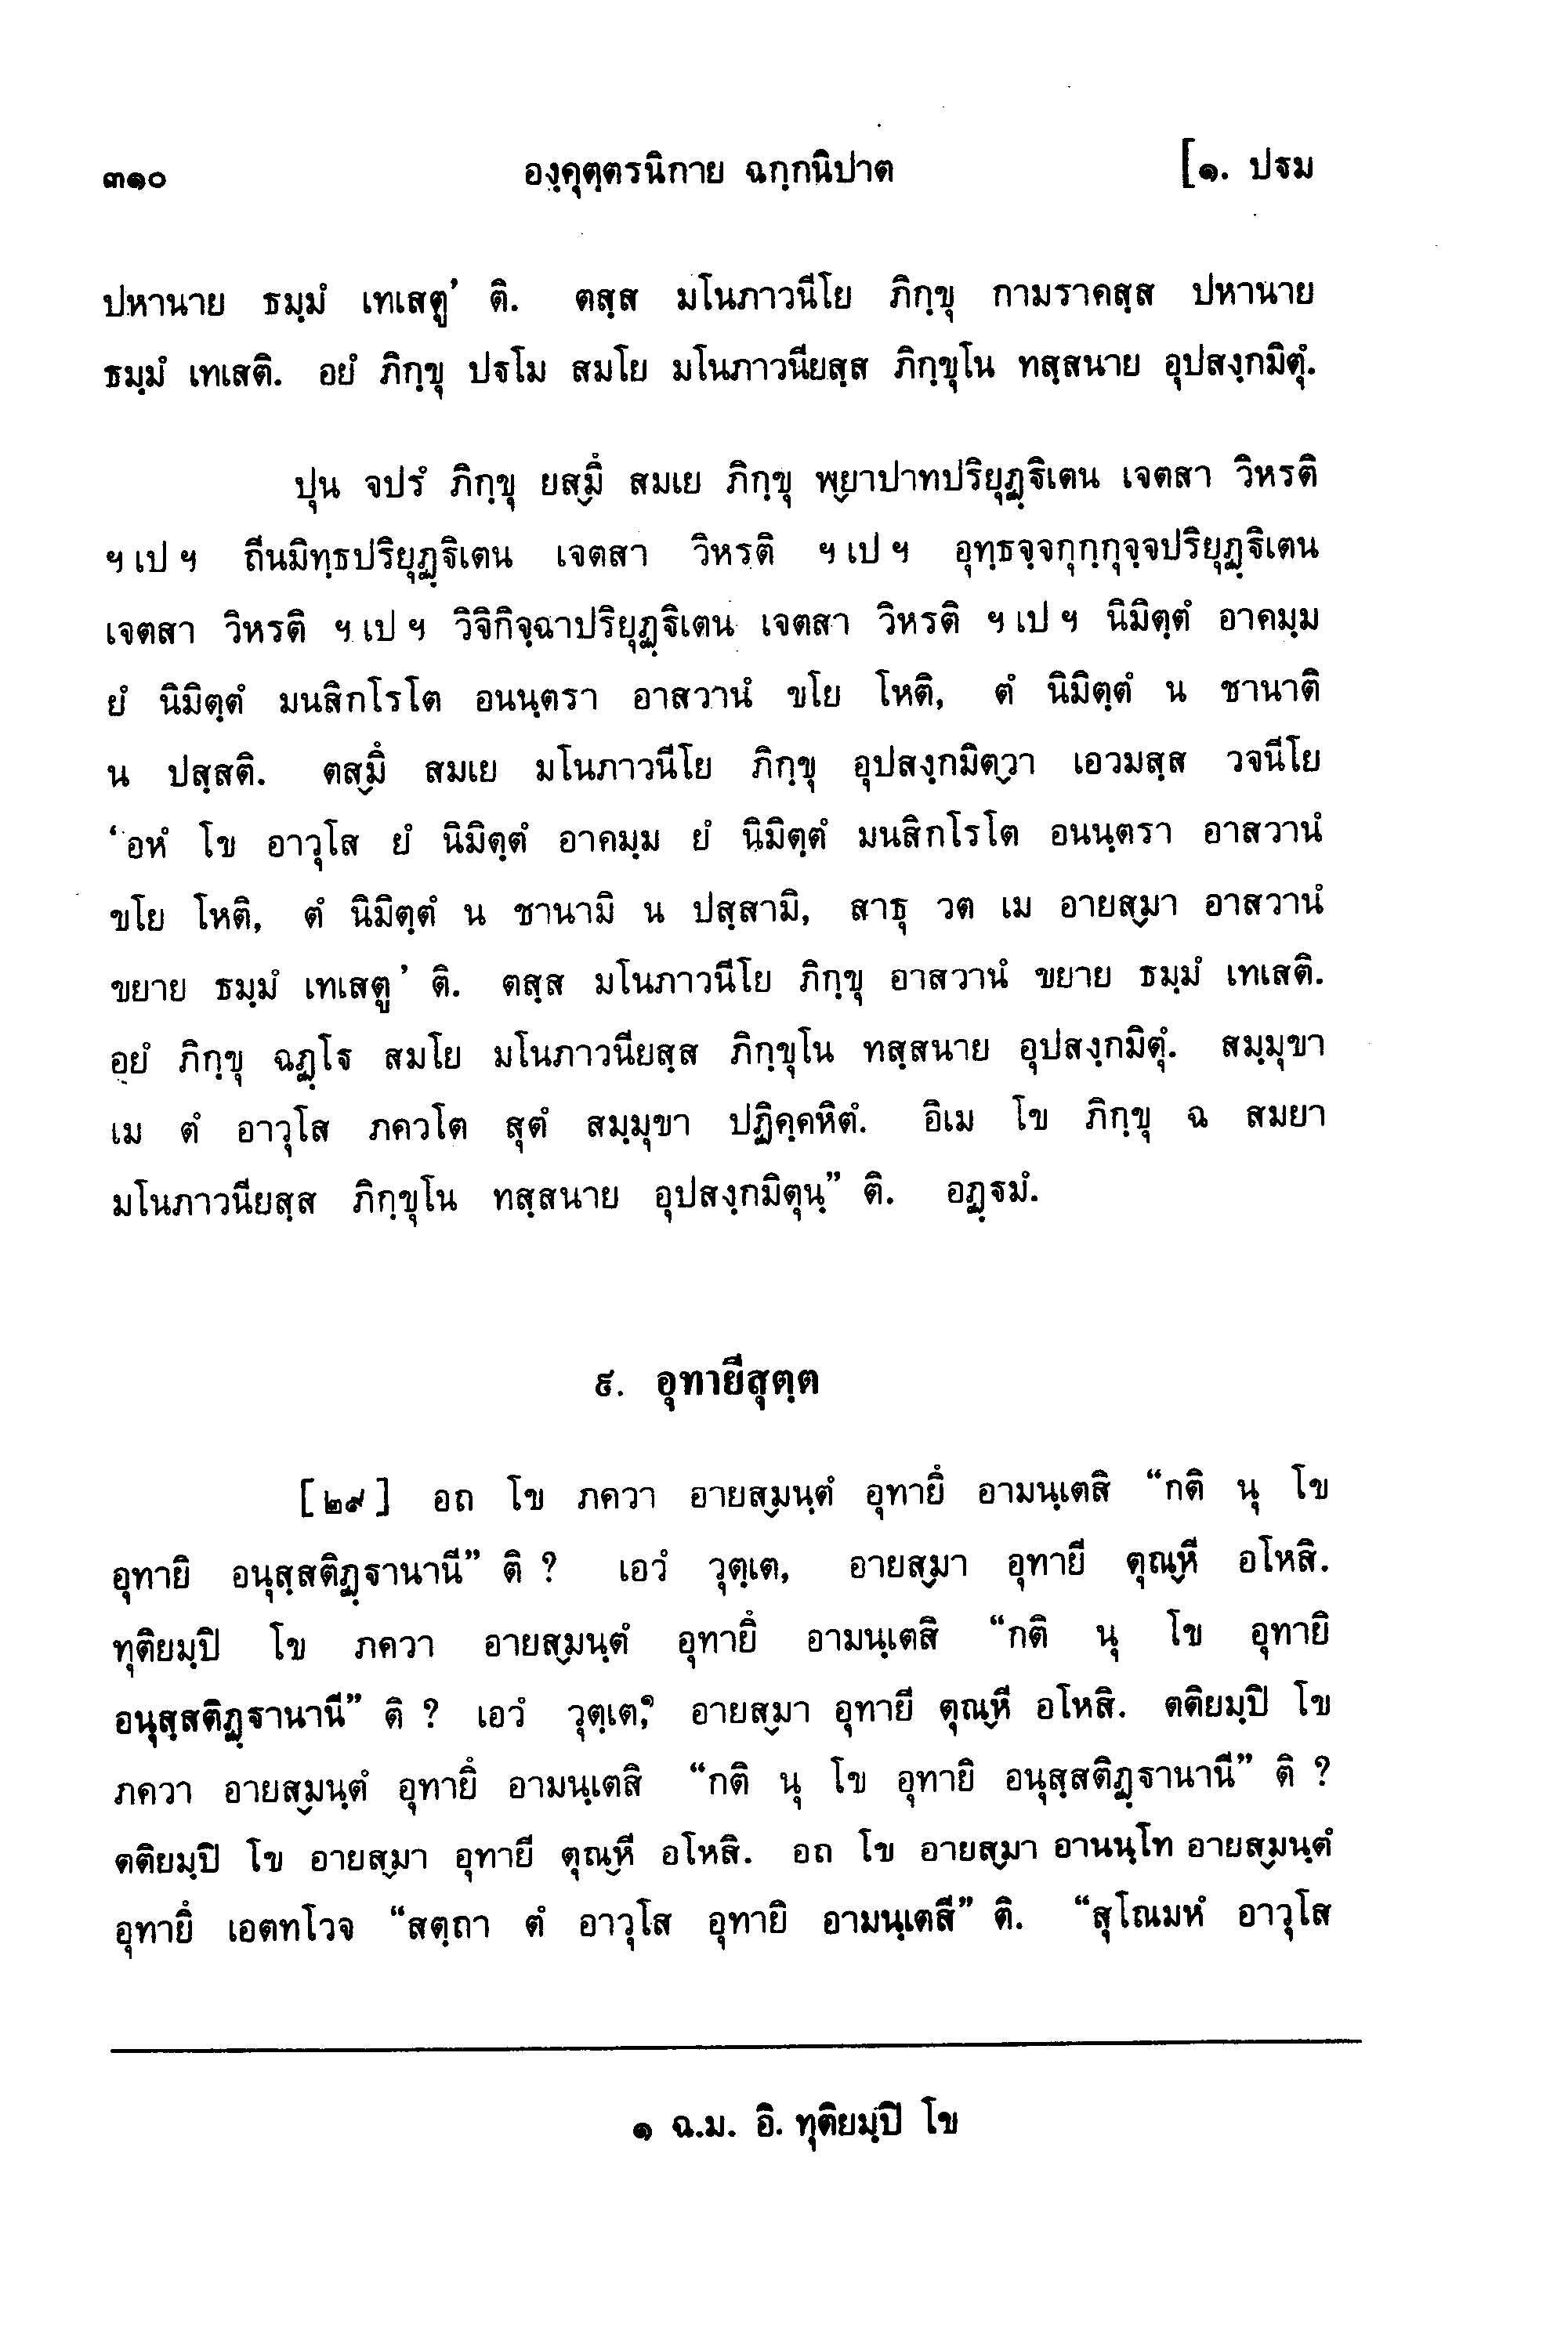 ๓๑๐ องฺคุตฺตรนิกาย ฉกฺกนิปาต [๑. ปฐม
ปหานาย ธมฺมํ เทเสตู’ ติ. ตสฺส มโนภาวนีโย ภิกฺขุ กามราคสฺส ปหานาย
ธมฺมํ เทเสติ. อยํ ภิกฺขุ ปฐโม สมโย มโนภาวนียสฺส ภิกฺขุโน ทสฺสนาย อุปสงฺกมิตุํ.
ปุน จปรํ ภิกฺขุ ยสฺมึ สมเย ภิกฺขุ พฺยาปาทปริยุฏฺฐิเตน เจตสา วิหรติ
ฯ เป ฯ ถีนมิทฺธปริยุฏฺฐิเตน เจตสา วิหรติ ฯ เป ฯ อุทฺธจฺจกุกฺกุจฺจปริยุฏฺฐิเตน
เจตสา วิหรติ ฯ เป ฯ วิจิกิจฺฉาปริยุฏฺฐิเตน เจตสา วิหรติ ฯ เป ฯ นิมิตฺตํ อาคมฺม
ยํ นิมิตฺตํ มนสิกโรโต อนนฺตรา อาสวานํ ขโย โหติ, ตํ นิมิตฺตํ น ชานาติ
น ปสฺสติ. ตสฺมึ สมเย มโนภาวนีโย ภิกฺขุ อุปสงฺกมิตฺวา เอวมสฺส วจนีโย
‘อหํ โข อาวุโส ยํ นิมิตฺตํ อาคมฺม ยํ นิมิตฺตํ มนสิกโรโต อนนฺตรา อาสวานํ
ขโย โหติ, ตํ นิมิตฺตํ น ชานามิ น ปสฺสามิ, สาธุ วต เม อายสฺมา อาสวานํ
ขยาย ธมฺมํ เทเสตู’ ติ. ตสฺส มโนภาวนีโย ภิกฺขุ อาสวานํ ขยาย ธมฺมํ เทเสติ.
อยํ ภิกฺขุ ฉฏฺโฐ สมโย มโนภาวนียสฺส ภิกฺขุโน ทสฺสนาย อุปสงฺกมิตุํ. สมฺมุขา
เม ตํ อาวุโส ภควโต สุตํ สมฺมุขา ปฏิคฺคหิตํ. อิเม โข ภิกฺขุ ฉ สมยา
มโนภาวนียสฺส ภิกฺขุโน ทสฺสนาย อุปสงฺกมิตุนฺ” ติ. อฏฺฐมํ.
๙. อุทายีสุตฺต
[๒๙] อถ โข ภควา อายสฺมนฺตํ อุทายึ อามนฺเตสิ “กติ นุ โข
อุทายิ อนุสฺสติฏฺฐานานี” ติ ? เอวํ วุตฺเต, อายสฺมา อุทายี ตุณฺหี อโหสิ.
ทุติยมฺปิ โข ภควา อายสฺมนฺตํ อุทายึ อามนฺเตสิ “กติ นุ โข อุทายิ
อนุสฺสติฏฺฐานานี” ติ ? เอวํ วุตฺเต,๑ อายสฺมา อุทายี ตุณฺหี อโหสิ. ตติยมฺปิ โข
ภควา อายสฺมนฺตํ อุทายึ อามนฺเตสิ “กติ นุ โข อุทายิ อนุสฺสติฏฺฐานานี” ติ ?
ตติยมฺปิ โข อายสฺมา อุทายี ตุณฺหี อโหสิ. อถ โข อายสฺมา อานนฺโท อายสฺมนฺตํ
อุทายึ เอตทโวจ “สตฺถา ตํ อาวุโส อุทายิ อามนฺเตสี” ติ. “สุโณมหํ อาวุโส
๑ ฉ.ม. อิ. ทุติยมฺปิ โข